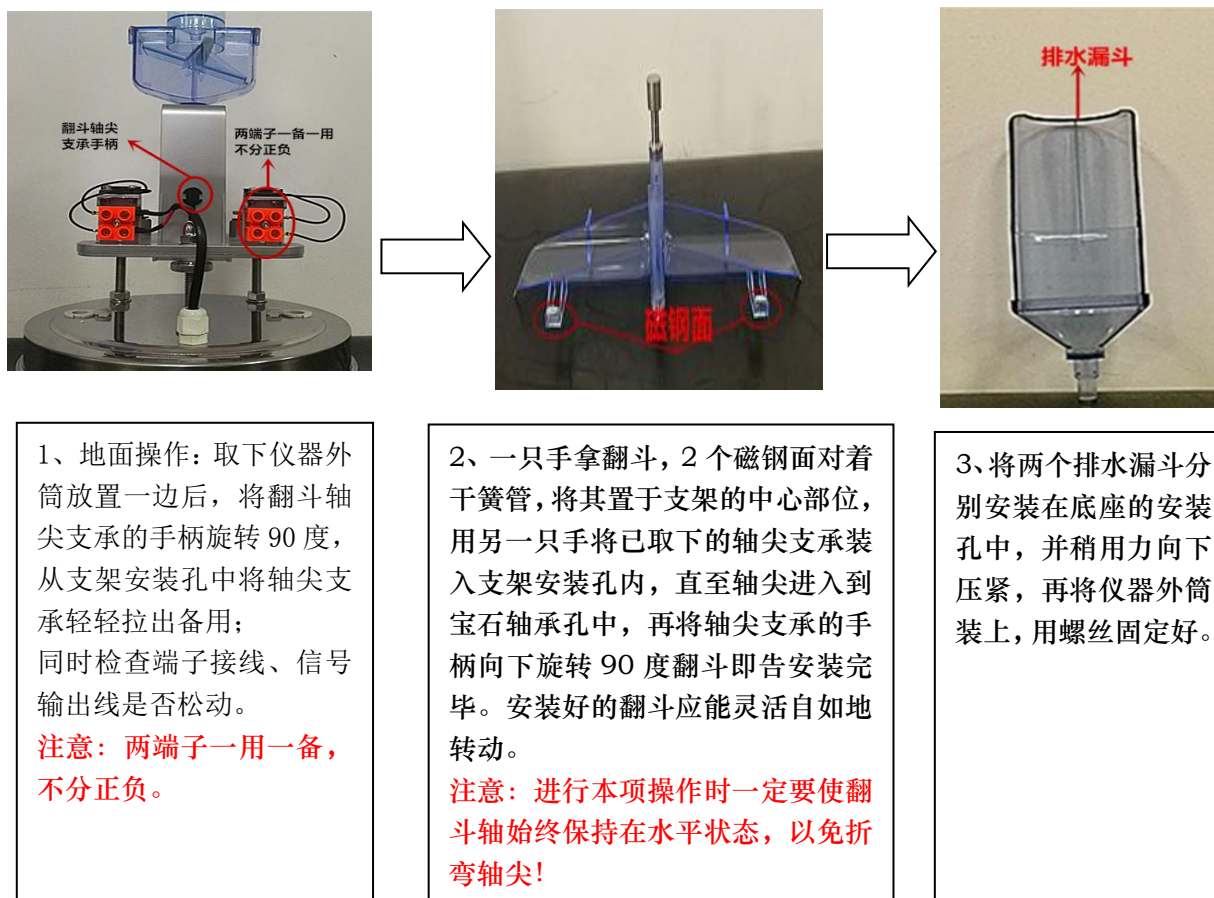 翻斗轴尖
支承手柄
两端子一备一用
不分正负
磁钢面
排水漏斗
1、地面操作：取下仪器外
筒放置一边后，将翻斗轴
尖支承的手柄旋转 90 度，
从支架安装孔中将轴尖支
承轻轻拉出备用；
同时检查端子接线、信号
输出线是否松动。
注意：两端子一用一备，
不分正负。
2、一只手拿翻斗，2 个磁钢面对着
干簧管，将其置于支架的中心部位，
用另一只手将已取下的轴尖支承装
入支架安装孔内，直至轴尖进入到
宝石轴承孔中，再将轴尖支承的手
柄向下旋转 90 度翻斗即告安装完
毕。安装好的翻斗应能灵活自如地
转动。
注意：进行本项操作时一定要使翻
斗轴始终保持在水平状态，以免折
弯轴尖！
3、将两个排水漏斗分
别安装在底座的安装
孔中，并稍用力向下
压紧，再将仪器外筒
装上，用螺丝固定好。